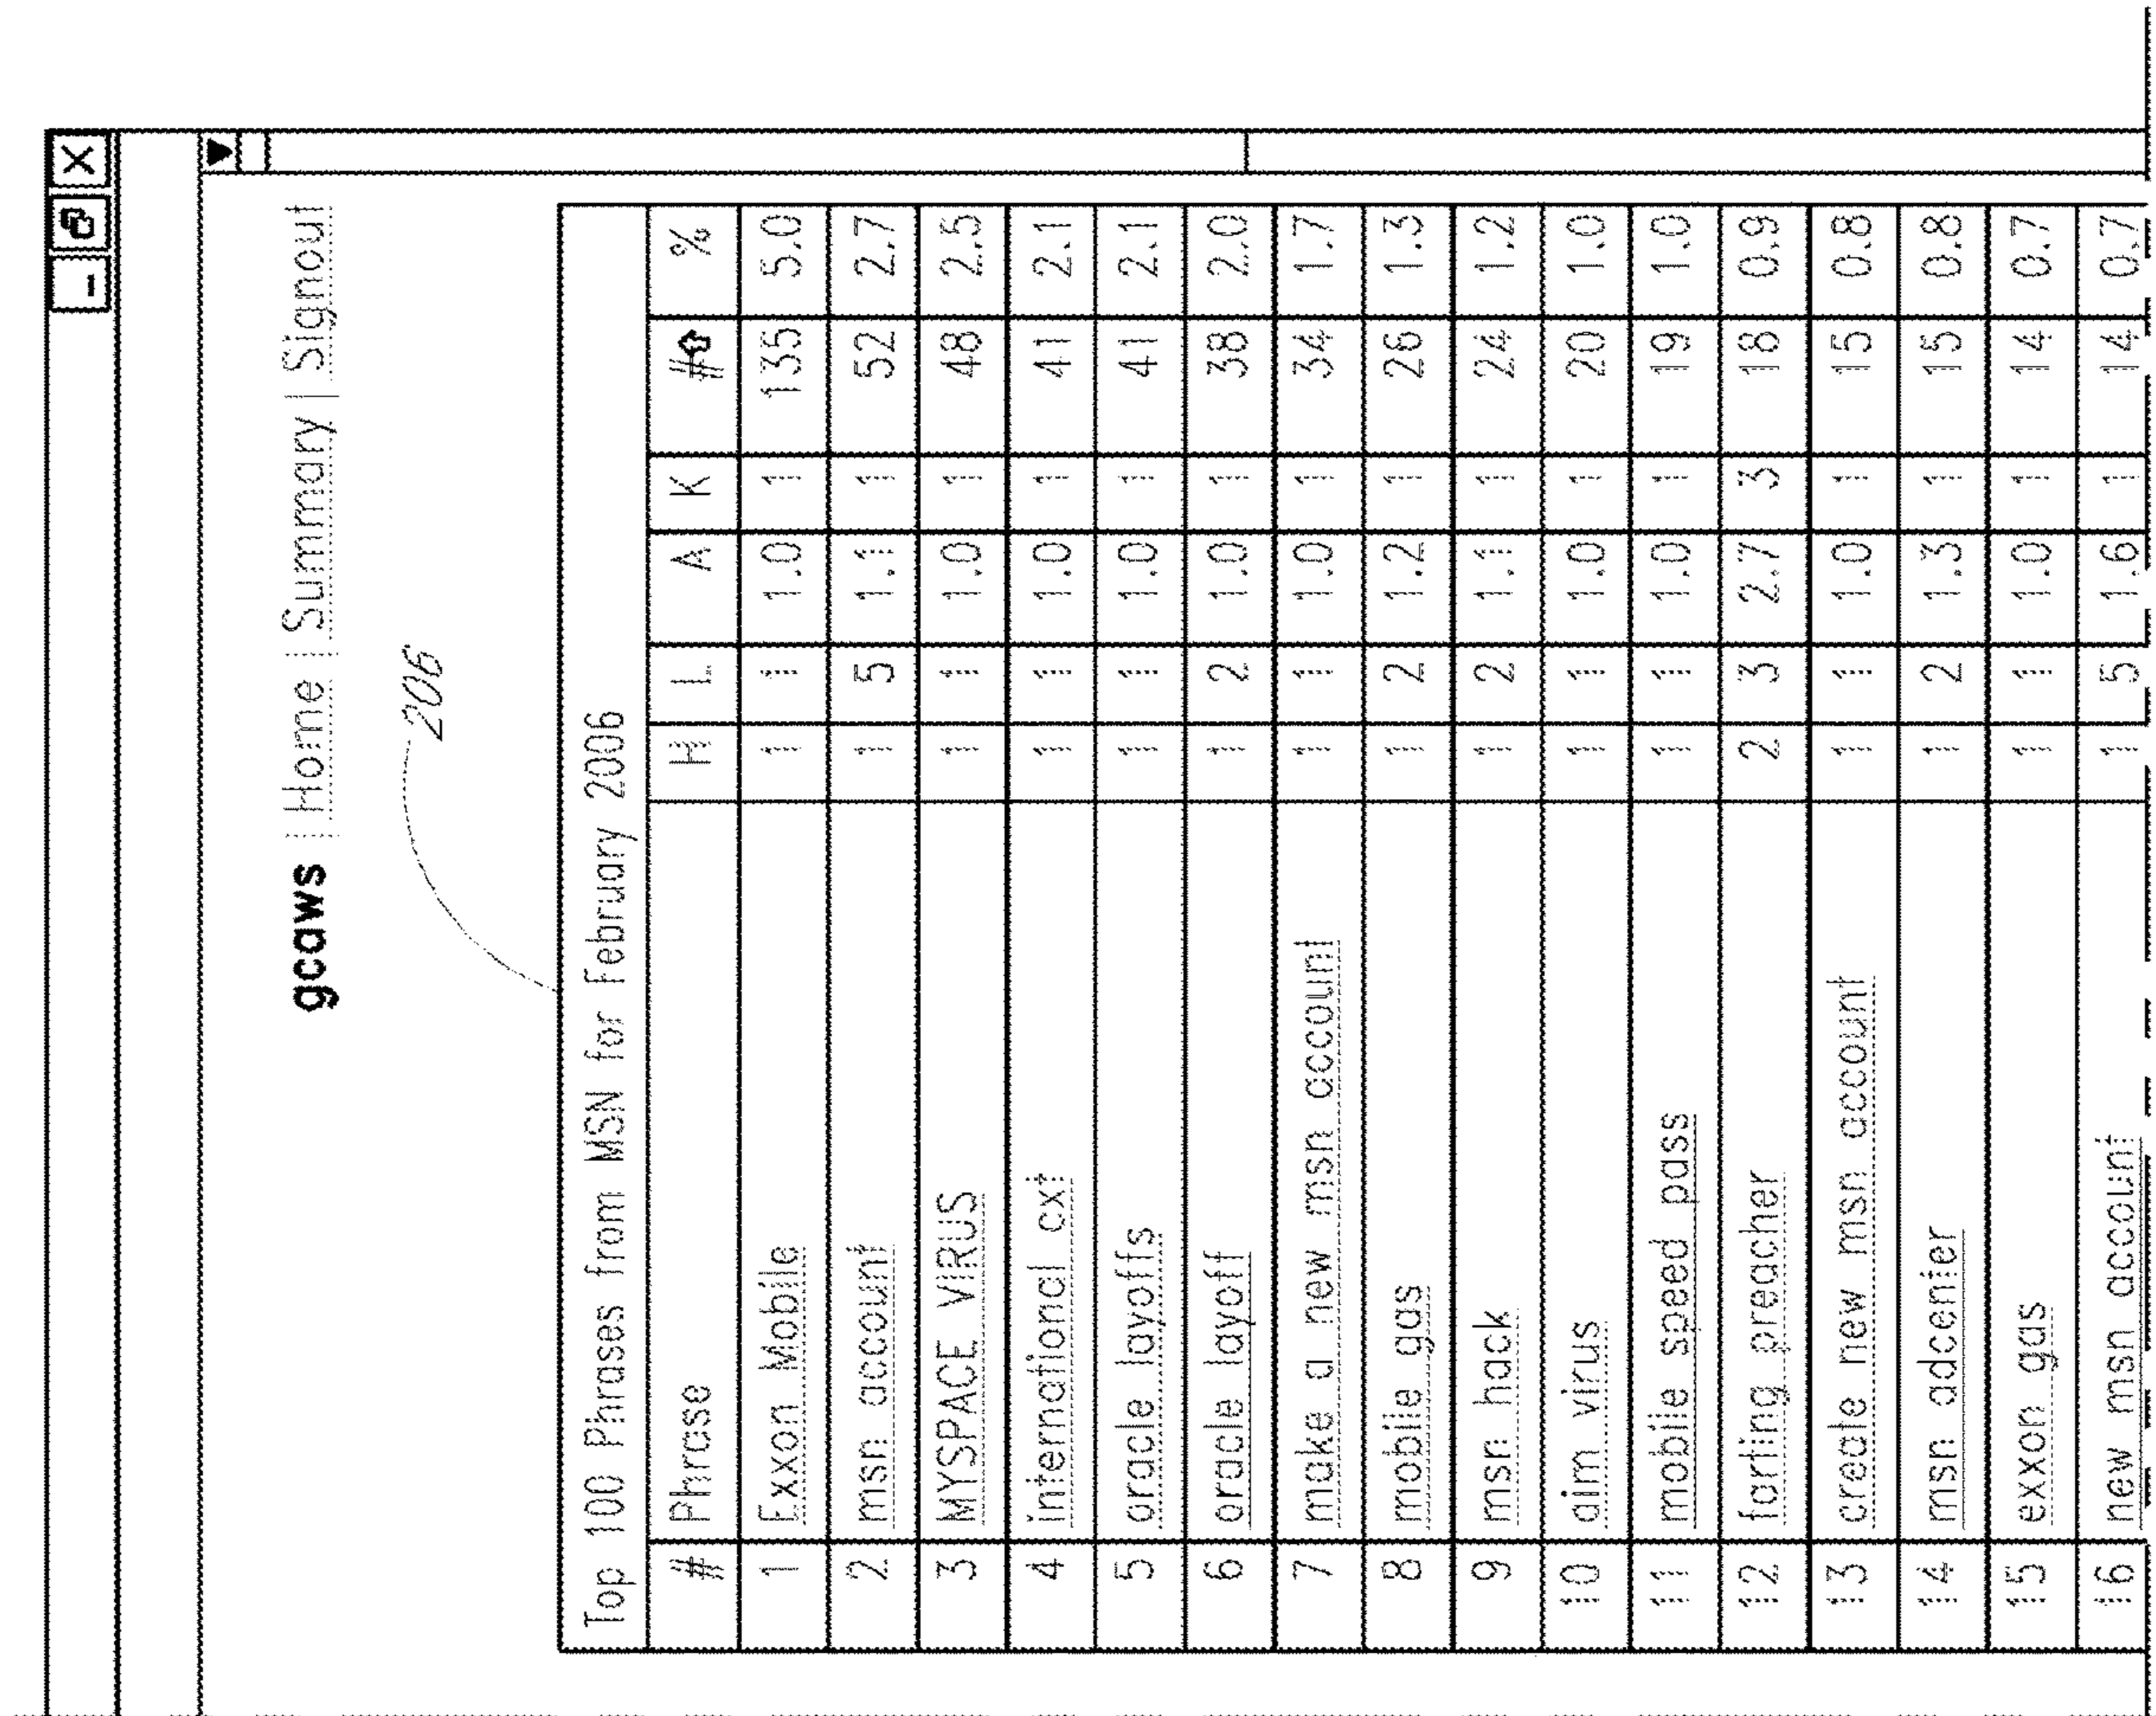 gcaws | Home | Summary | Signout
206
Top 100 Phrases from MSN for February 2006
# Phrase H L A K # %
1 Exxon Mobile 1 1 1.0 1 135 5.0
2 msn account 1 5 1.1 1 52 2.7
3 MYSPACE VIRUS 1 1 1.0 1 48 2.5
4 international cxt 1 1 1.0 1 41 2.1
5 oracle layoffs 1 1 1.0 1 41 2.1
6 oracle layoff 1 2 1.0 1 38 2.0
7 make a new msn account 1 1 1.0 1 34 1.7
8 mobile gas 1 2 1.2 1 26 1.3
9 msn hack 1 2 1.1 1 24 1.2
10 aim virus 1 1 1.0 1 20 1.0
11 mobile speed pass 1 1 1.0 1 19 1.0
12 farling preacher 2 3 2.7 3 18 0.9
13 create new msn account 1 1 1.0 1 15 0.8
14 msn adcenter 1 2 1.3 1 15 0.8
15 exxon gas 1 1 1.0 1 14 0.7
16 new msn account 1 5 1.6 1 14 0.7